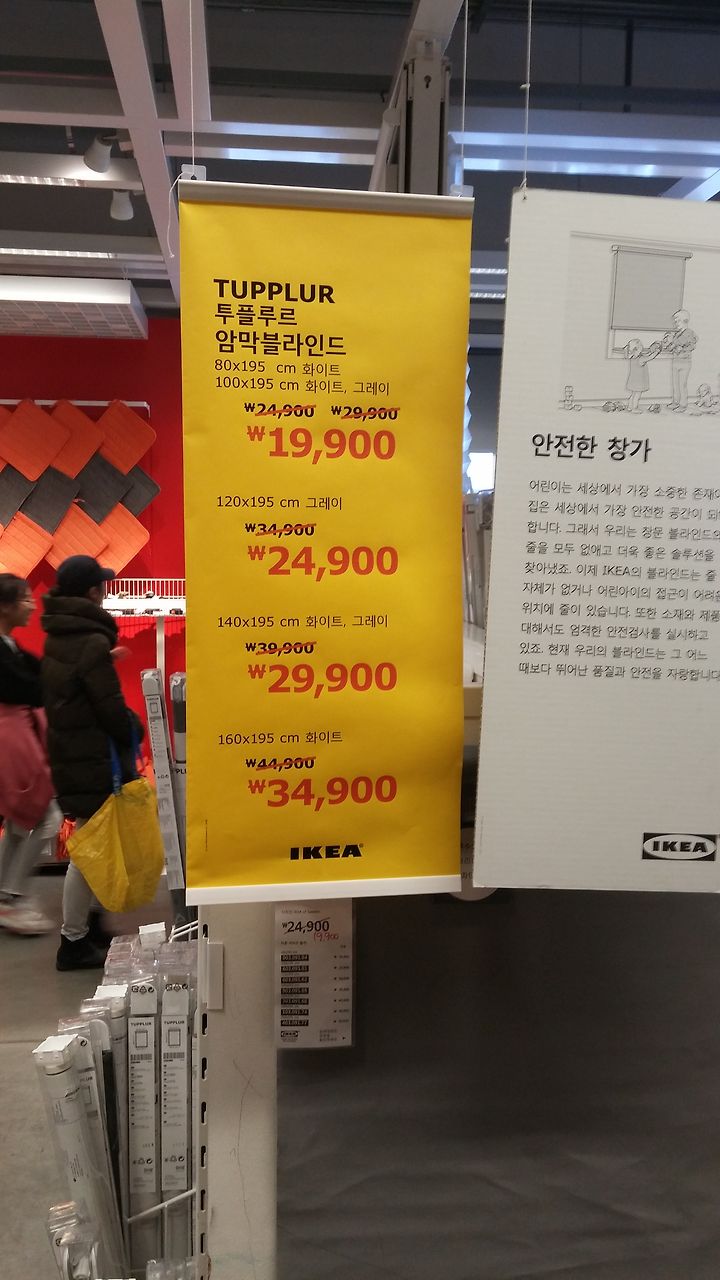 TUPPLUR
투플루르
암막블라인드
80x195 cm 화이트
100x195 cm 화이트, 그레이
₩24,900 ₩29,900
₩19,900
120x195 cm 그레이
₩34,900
₩24,900
140x195 cm 화이트, 그레이
₩39,900
₩29,900
160x195 cm 화이트
₩44,900
₩34,900
IKEA
안전한 창가
어린이는 세상에서 가장 소중한 존재
집은 세상에서 가장 안전한 공간이
합니다. 그래서 우리는 창문 블라인드의
줄을 모두 없애고 더욱 좋은 솔루션을
찾아냈죠. 이제 IKEA의 블라인드는 줄
자체가 없거나 어린아이의 접근이 어려운
위치에 줄이 있습니다. 또한 소재와 제품
대해서도 엄격한 안전검사를 실시하고
있죠. 현재 우리의 블라인드는 그 어느
때보다 뛰어난 품질과 안전을 자랑합니다
IKEA
₩24,900
19,900
IKEA
TUPPLUR
TUPPLUR